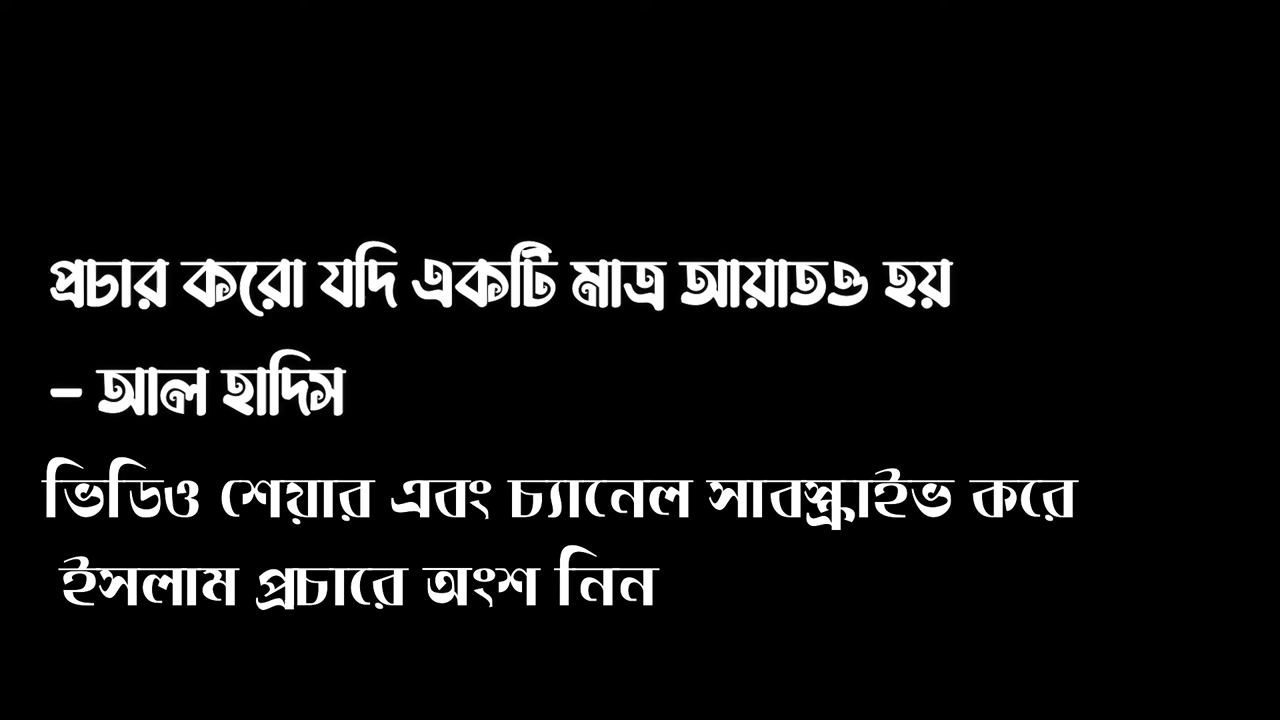 প্রচার করো যদি একটি মাত্র আয়াতও হয়
- আল হাদিস
ভিডিও শেয়ার এবং চ্যানেল সাবস্ক্রাইভ করে
ইসলাম প্রচারে অংশ নিন